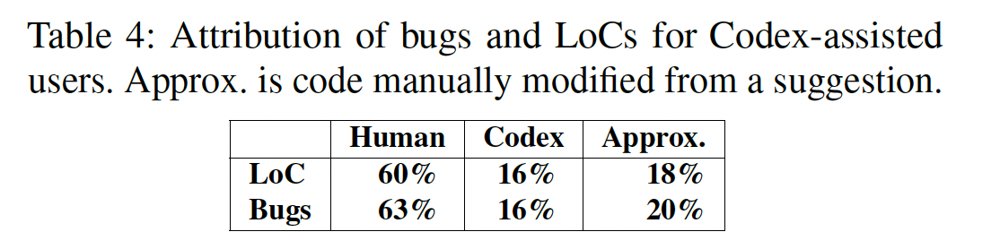 Table 4: Attribution of bugs and LoCs for Codex-assisted
users. Approx. is code manually modified from a suggestion.
Human Codex Approx.
LoC 60% 16% 18%
Bugs 63% 16% 20%